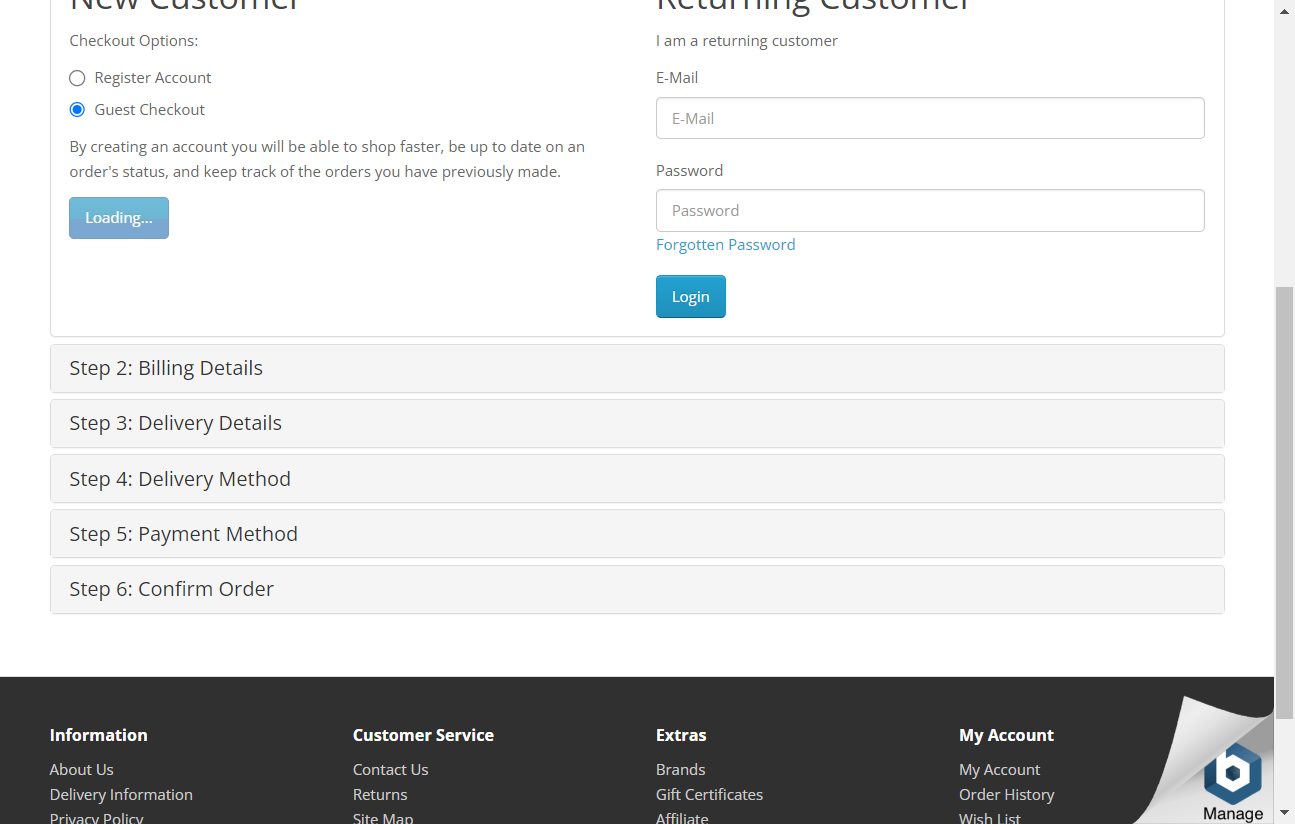 New Customer
Checkout Options:
Register Account
Guest Checkout
By creating an account you will be able to shop faster, be up to date on an
order's status, and keep track of the orders you have previously made.
Loading...
Returning Customer
I am a returning customer
E-Mail
E-Mail
Password
Password
Forgotten Password
Login
Step 2: Billing Details
Step 3: Delivery Details
Step 4: Delivery Method
Step 5: Payment Method
Step 6: Confirm Order
Information
About Us
Delivery Information
Privacy Policy
Customer Service
Contact Us
Returns
Site Map
Extras
Brands
Gift Certificates
Affiliate
My Account
My Account
Order History
Wish List
b
Manage